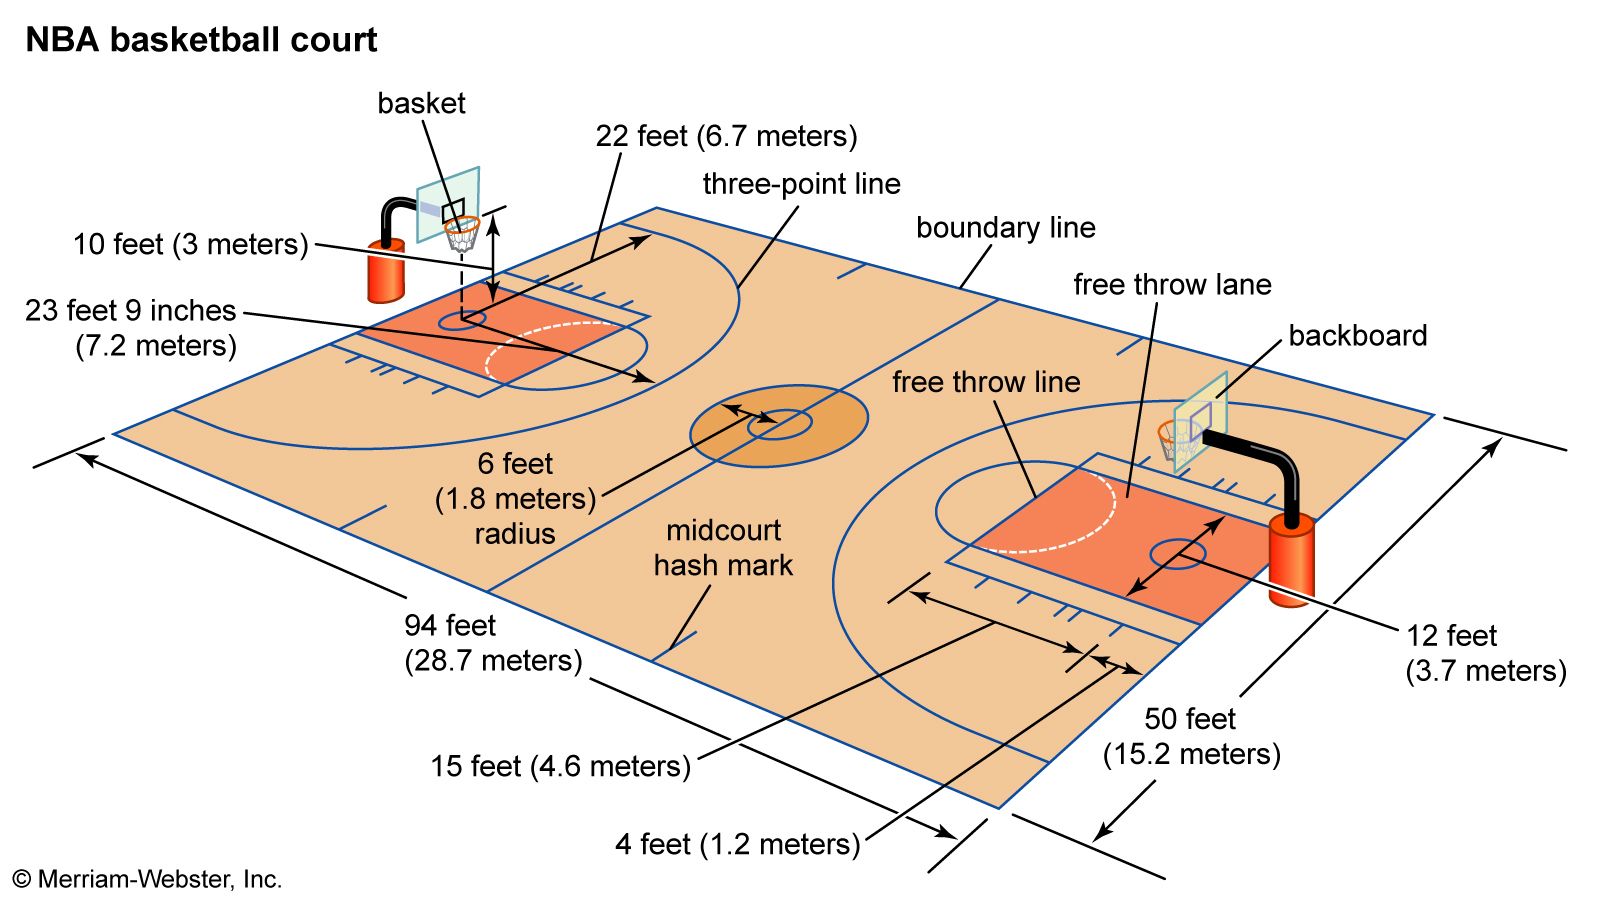 NBA basketball court
basket
22 feet (6.7 meters)
three-point line
boundary line
10 feet (3 meters)
free throw lane
23 feet 9 inches
(7.2 meters)
backboard
free throw line
6 feet
(1.8 meters)
radius
midcourt
hash mark
94 feet
(28.7 meters)
12 feet
(3.7 meters)
50 feet
(15.2 meters)
15 feet (4.6 meters)
4 feet (1.2 meters)
© Merriam-Webster, Inc.